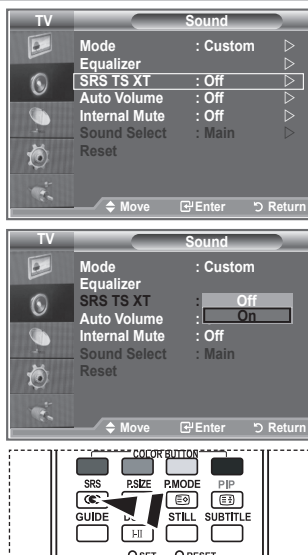 TV Sound
Mode : Custom
Equalizer
SRS TS XT : Off
Auto Volume : Off
Internal Mute : Off
Sound Select : Main
Reset
Move Enter Return
TV Sound
Mode : Custom
Equalizer
SRS TS XT : Off
Auto Volume : On
Internal Mute : Off
Sound Select : Main
Reset
Move Enter Return
COLOR BUTTON
SRS P.SIZE P.MODE PIP
GUIDE STILL SUBTITLE
I-II
SET RESET